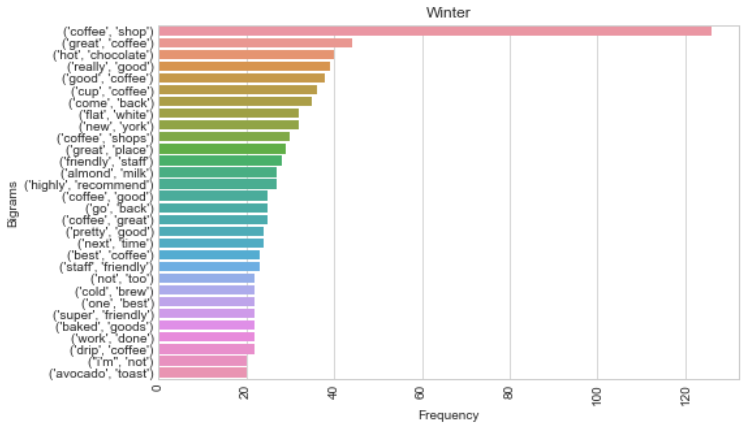 Winter
('coffee', 'shop')
('great', 'coffee')
('hot', 'chocolate')
('really', 'good')
('good', 'coffee')
('cup', 'coffee')
('come', 'back')
('flat', 'white')
('new', 'york')
('coffee', 'shops')
('great', 'place')
('friendly', 'staff')
('almond', 'milk')
('highly', 'recommend')
('coffee', 'good')
('go', 'back')
('coffee', 'great')
('pretty', 'good')
('next', 'time')
('best', 'coffee')
('staff', 'friendly')
('not', 'too')
('cold', 'brew')
('one', 'best')
('super', 'friendly')
('baked', 'goods')
('work', 'done')
('drip', 'coffee')
("i'm", 'not')
('avocado', 'toast')
Bigrams
0 20 40 60 80 100 120
Frequency